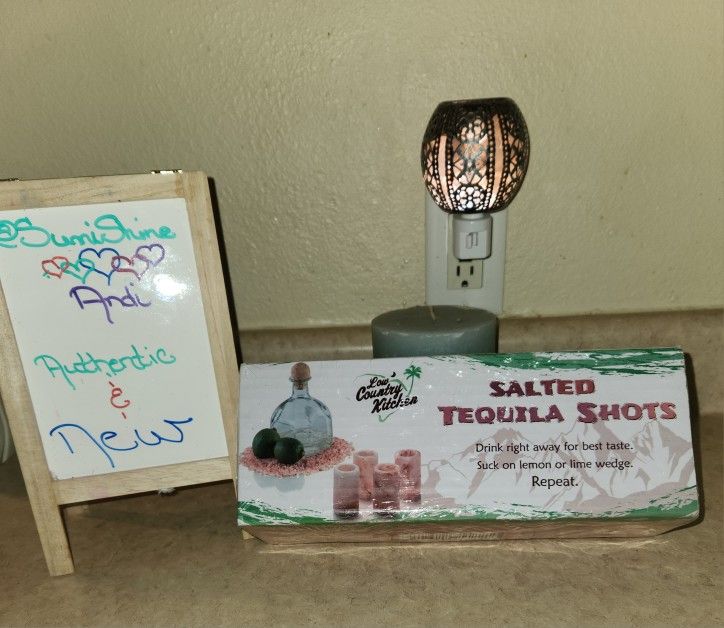 @SumiShine
Andi
Authentic
&
New
Low Country Kitchen
SALTED
TEQUILA SHOTS
Drink right away for best taste.
Suck on lemon or lime wedge.
Repeat.